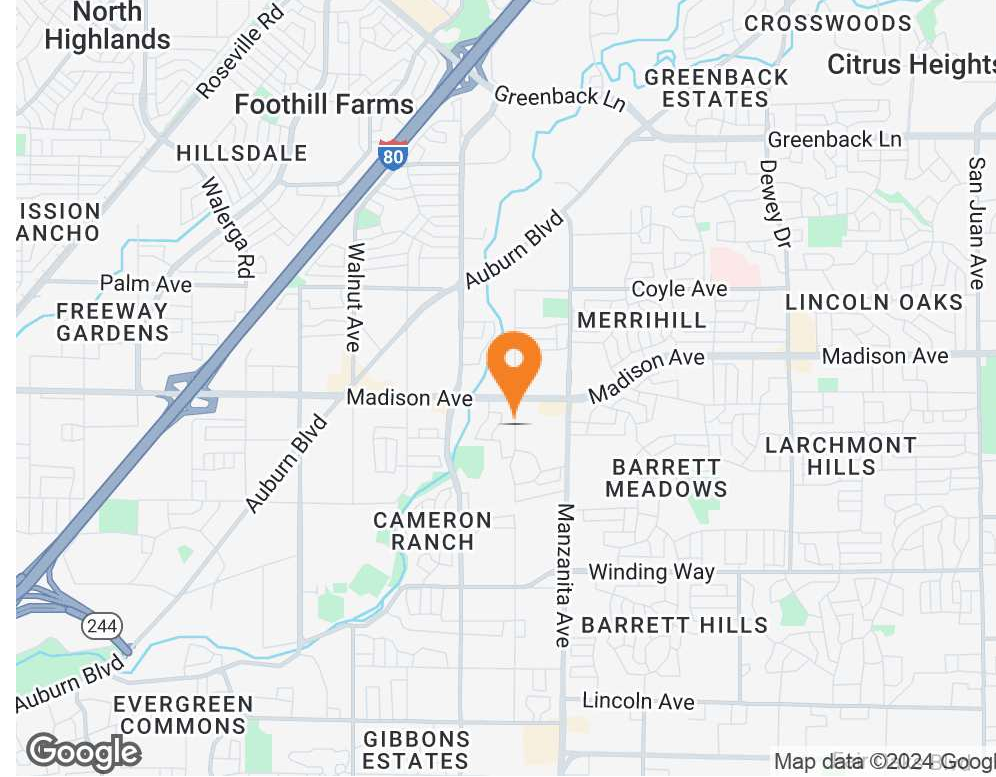 North
Highlands
Roseville Rd
CROSSWOODS
Citrus Heights
GREENBACK
ESTATES
Foothill Farms
Greenback Ln
Greenback Ln
HILLSDALE
80
Dewey Dr
San Juan Ave
ISSION
ANCHO
Walerga Rd
Walnut Ave
Auburn Blvd
Palm Ave
Coyle Ave
LINCOLN OAKS
FREEWAY
GARDENS
MERRIHILL
Madison Ave
Madison Ave
Madison Ave
Auburn Blvd
LARCHMONT
HILLS
BARRETT
MEADOWS
CAMERON
RANCH
Manzanita Ave
Winding Way
244
BARRETT HILLS
Auburn Blvd
Lincoln Ave
EVERGREEN
COMMONS
GIBBONS
ESTATES
Google
Map data ©2024 Googl